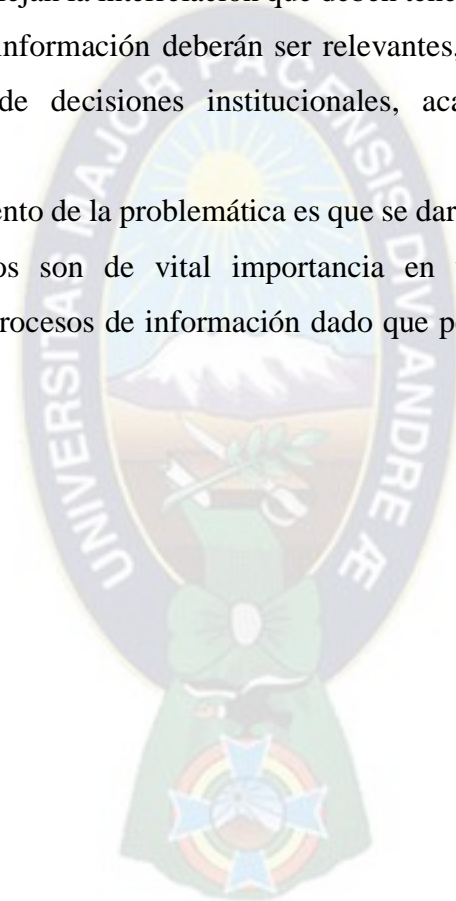 ejan la interrelación que deben tene
información deberán ser relevantes,
de decisiones institucionales, aca
ento de la problemática es que se dar
os son de vital importancia en
rocesos de información dado que p
UNIVERSITAS MAJOR PACENSIS DIVI ANDRE Æ